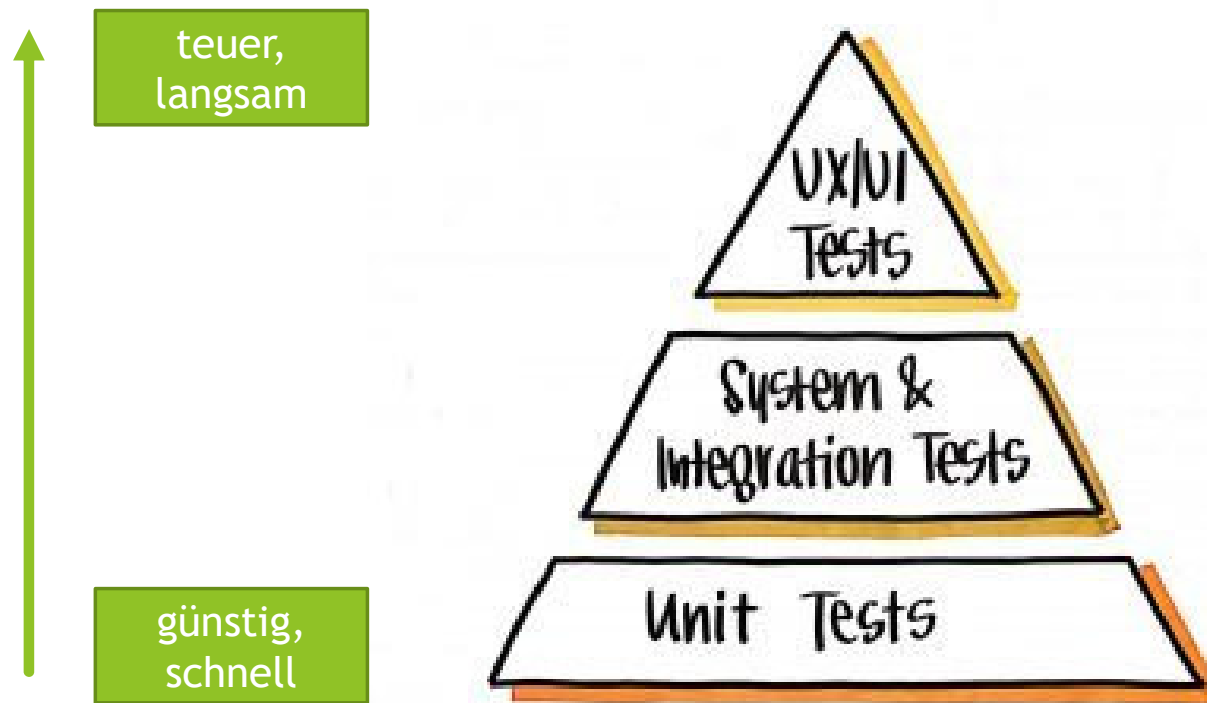 teuer,
langsam
UX/UI
Tests
System &
Integration Tests
günstig,
schnell
Unit Tests